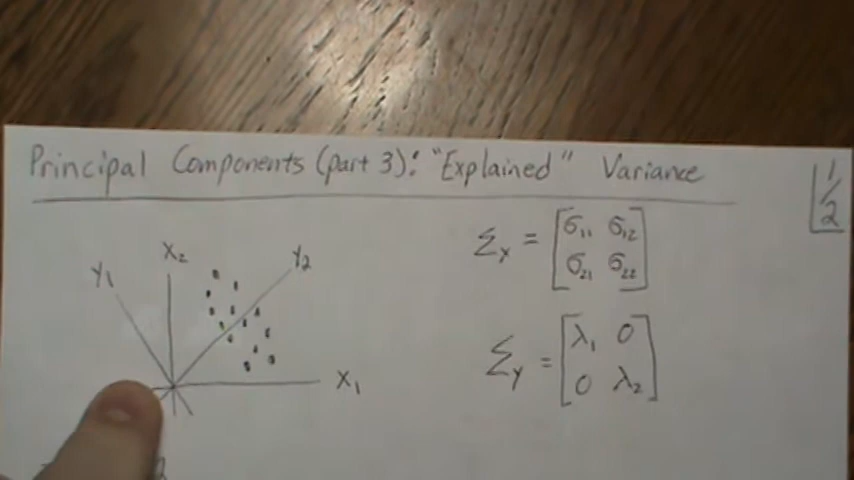 Principal Components (part 3): "Explained" Variance
1/2
X₂
Y₁
Y₂
X₁
Σₓ = [σ₁₁ σ₁₂
σ₂₁ σ₂₂]
Σᵧ = [λ₁ 0
0 λ₂]